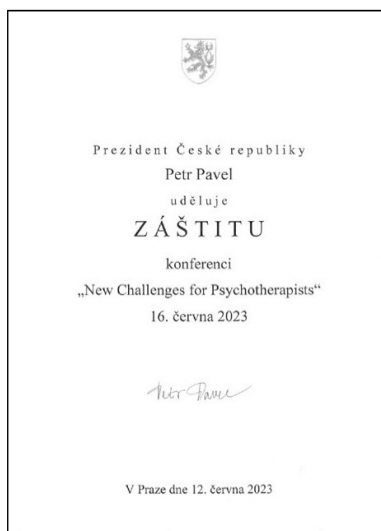 Prezident České republiky
Petr Pavel
uděluje
ZÁŠTITU
konferenci
„New Challenges for Psychotherapists“
16. června 2023
Petr Pavel
V Praze dne 12. června 2023